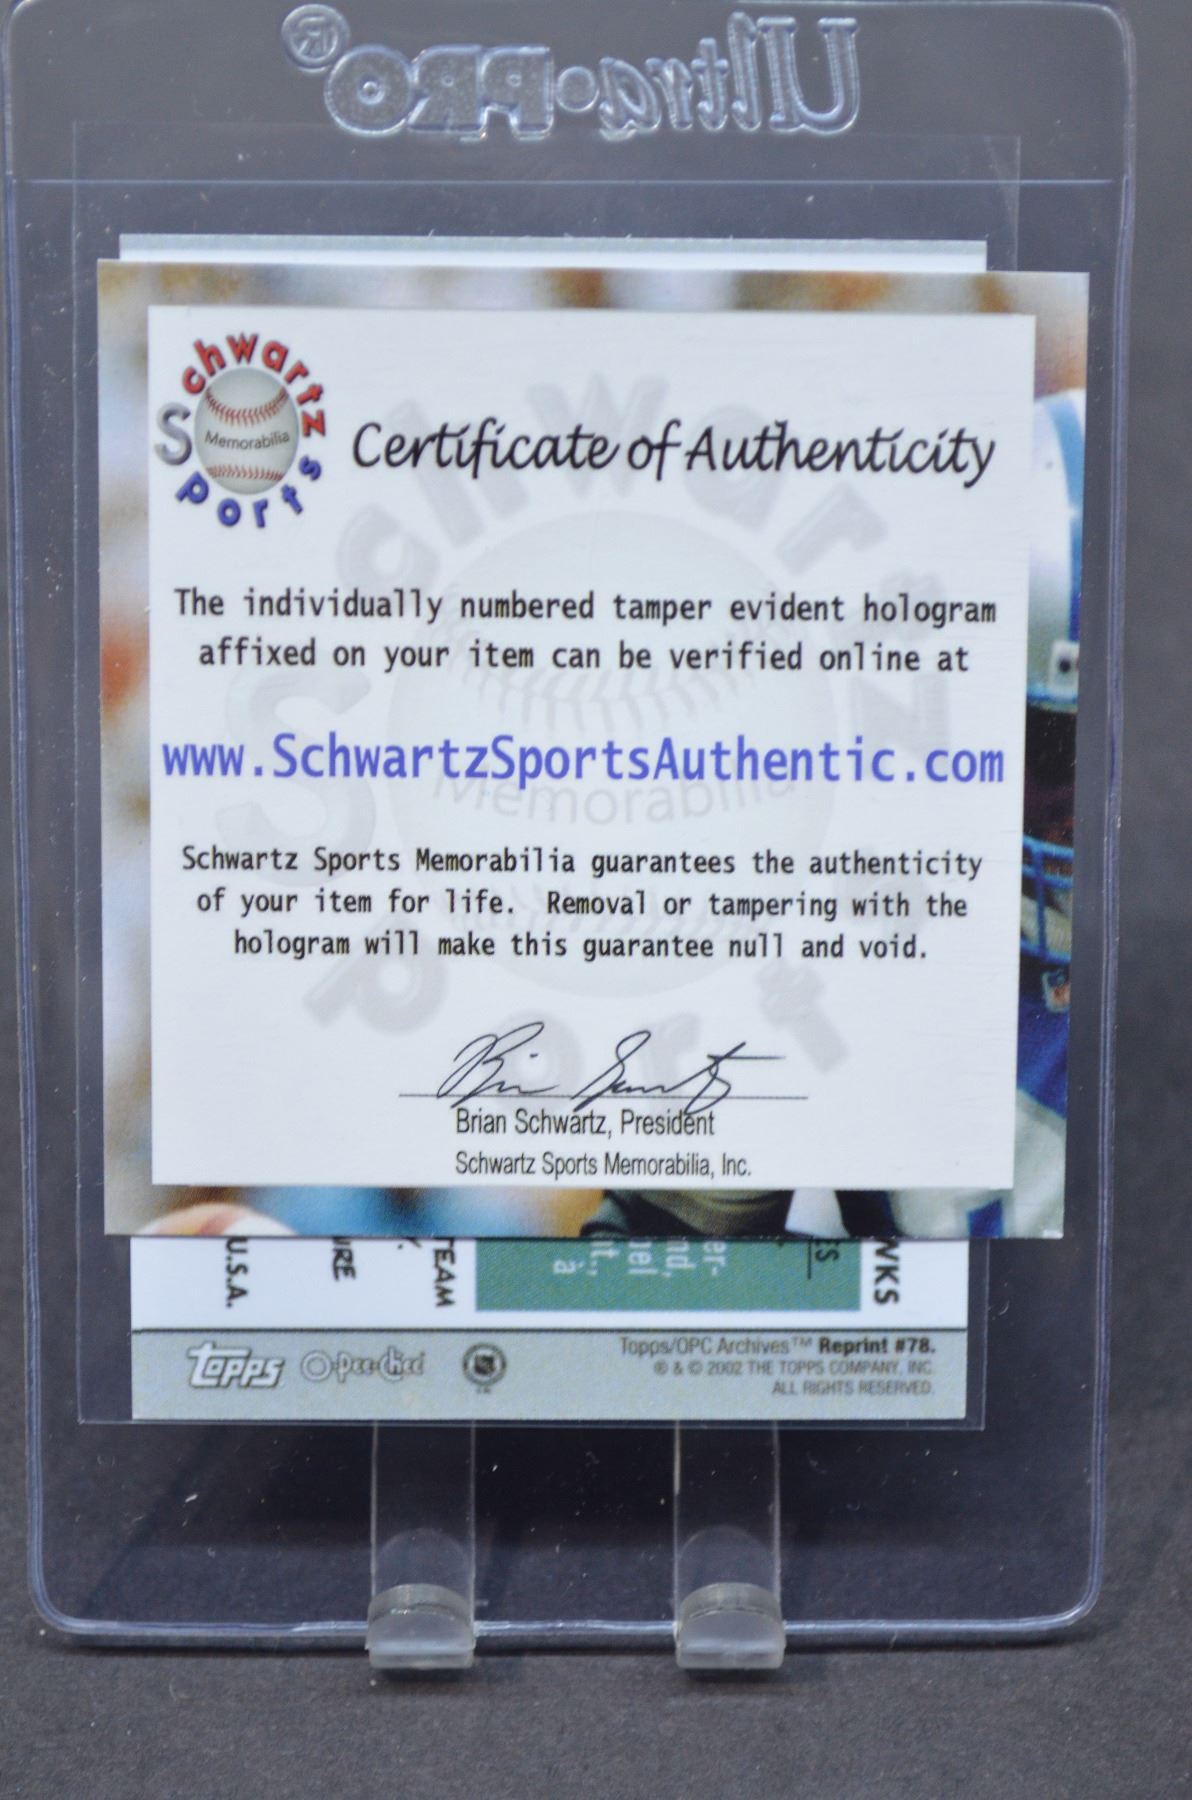 Ultra·PRO®
Schwartz
Sports
Memorabilia
Certificate of Authenticity
The individually numbered tamper evident hologram
affixed on your item can be verified online at
www.SchwartzSportsAuthentic.com
Schwartz Sports Memorabilia guarantees the authenticity
of your item for life. Removal or tampering with the
hologram will make this guarantee null and void.
Brian Schwartz
Brian Schwartz, President
Schwartz Sports Memorabilia, Inc.
U.S.A.
TEAM
Topps O-Pee-Chee
Topps/OPC Archives™ Reprint #78.
® & © 2002 THE TOPPS COMPANY, INC.
ALL RIGHTS RESERVED.